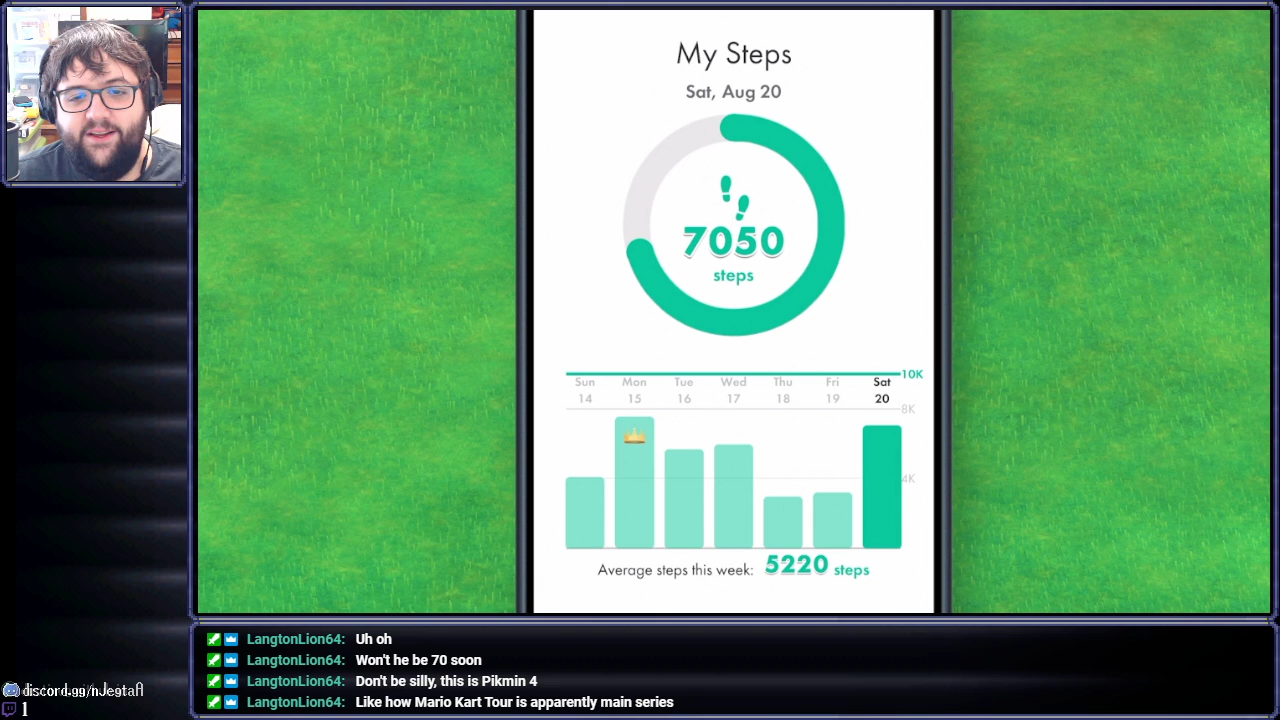 My Steps
Sat, Aug 20
7050
steps
10K
Sun Mon Tue Wed Thu Fri Sat
14 15 16 17 18 19 20
8K
4K
Average steps this week: 5220 steps
LangtonLion64: Uh oh
LangtonLion64: Won't he be 70 soon
LangtonLion64: Don't be silly, this is Pikmin 4
LangtonLion64: Like how Mario Kart Tour is apparently main series
1